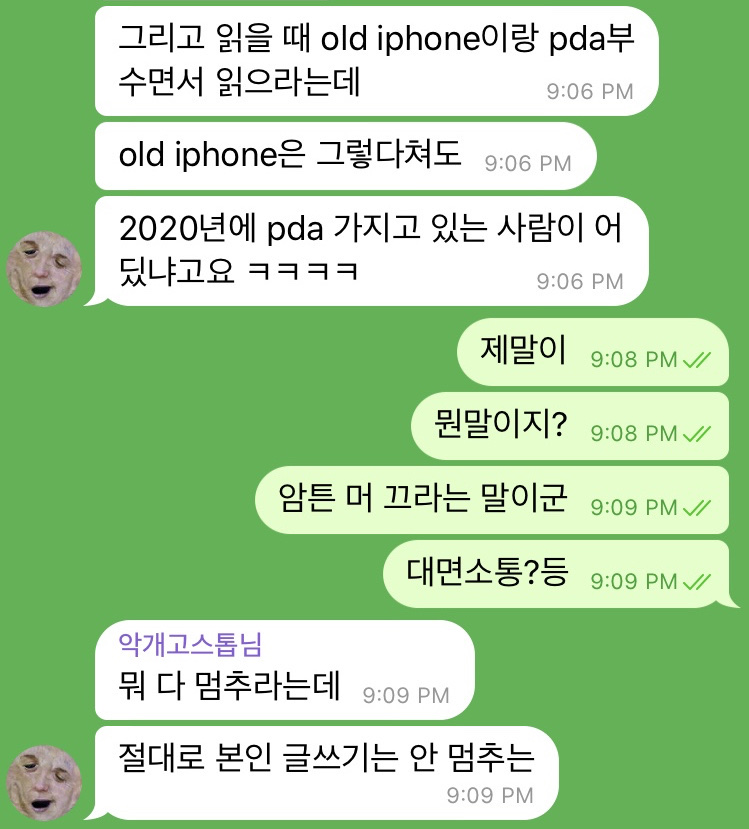 그리고 읽을 때 old iphone이랑 pda부
수면서 읽으라는데
9:06 PM
old iphone은 그렇다쳐도
9:06 PM
2020년에 pda 가지고 있는 사람이 어
딨냐고요 ㅋㅋㅋㅋ
9:06 PM
제말이
9:08 PM
뭔말이지?
9:08 PM
암튼 머 끄라는 말이군
9:09 PM
대면소통?등
9:09 PM
악개고스톱님
뭐 다 멈추라는데
9:09 PM
절대로 본인 글쓰기는 안 멈추는
9:09 PM